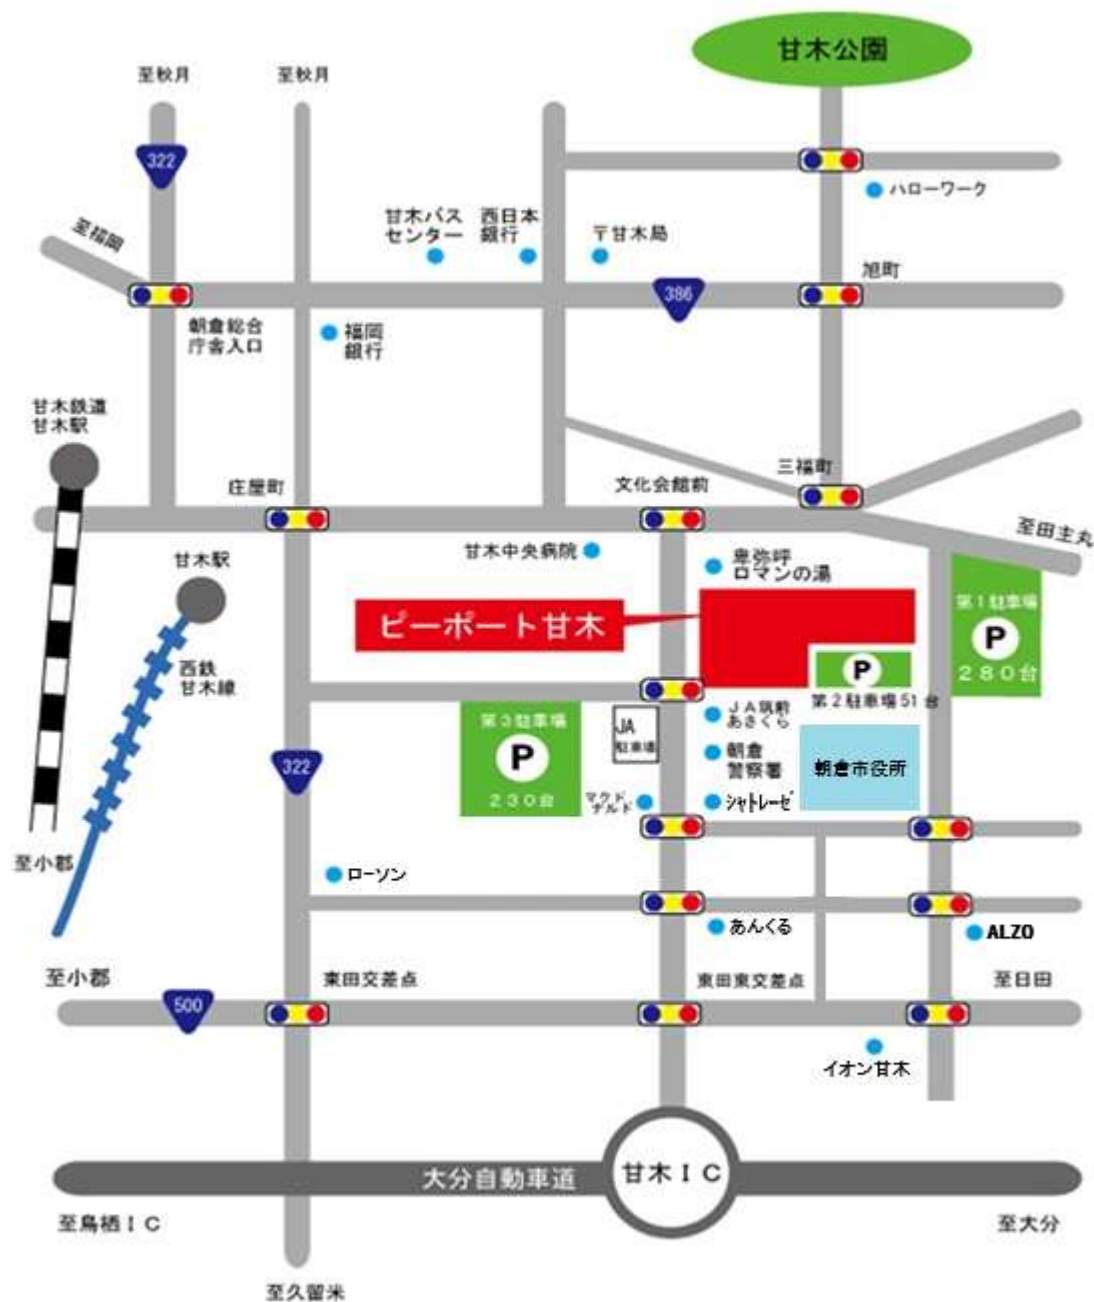 甘木公園
至秋月
至秋月
322
ハローワーク
甘木バス
センター
西日本
銀行
〒甘木局
至福岡
旭町
386
朝倉総合
庁舎入口
福岡
銀行
甘木鉄道
甘木駅
三福町
庄屋町
文化会館前
至田主丸
甘木中央病院
卑弥呼
ロマンの湯
甘木駅
第1駐車場
P
280台
ピーポート甘木
P
第2駐車場51台
西鉄
甘木線
第3駐車場
P
230台
JA
駐車場
JA筑前
あさくら
朝倉
警察署
朝倉市役所
322
マクド
ナルド
シャトレーゼ
至小郡
ローソン
あんくる
ALZO
至小郡
東田交差点
東田東交差点
至日田
500
イオン甘木
大分自動車道
甘木IC
至鳥栖IC
至大分
至久留米